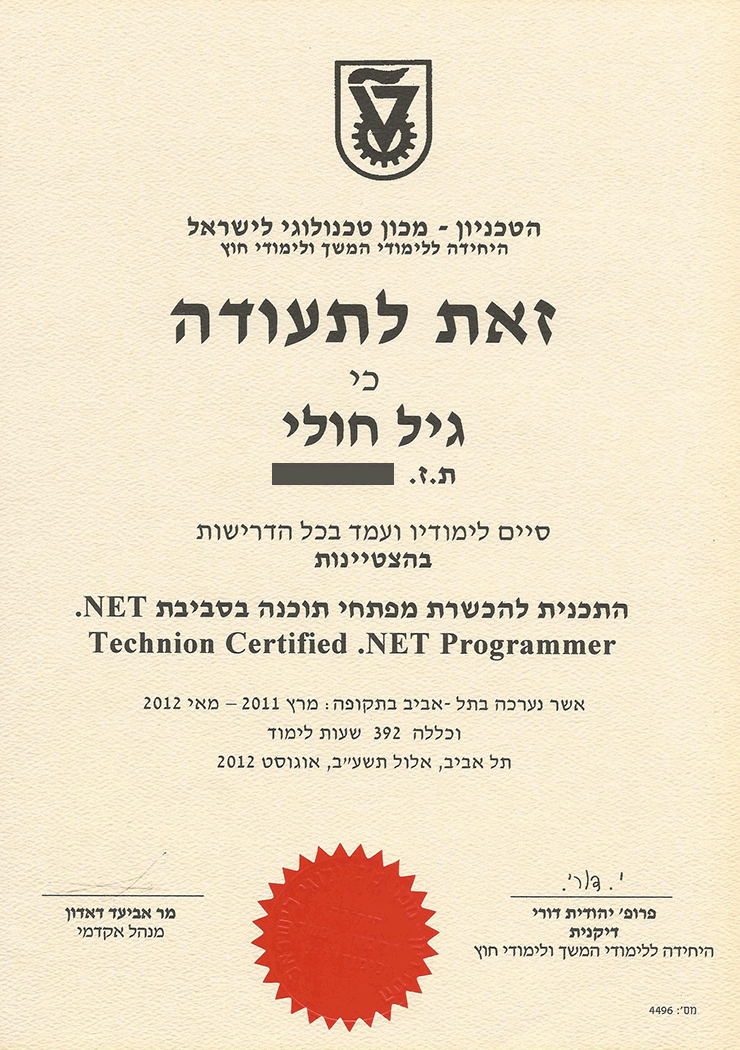 הטכניון - מכון טכנולוגי לישראל
היחידה ללימודי המשך ולימודי חוץ
זאת לתעודה
כי
גיל חולי
ת.ז.
סיים לימודיו ועמד בכל הדרישות
בהצטיינות
התכנית להכשרת מפתחי תוכנה בסביבת NET.
Technion Certified .NET Programmer
אשר נערכה בתל -אביב בתקופה: מרץ 2011 – מאי 2012
וכללה 392 שעות לימוד
תל אביב, אלול תשע״ב, אוגוסט 2012
י. דורי.
פרופ׳ יהודית דורי
דיקנית
היחידה ללימודי המשך ולימודי חוץ
מר אביעד דאדון
מנהל אקדמי
מס׳: 4496